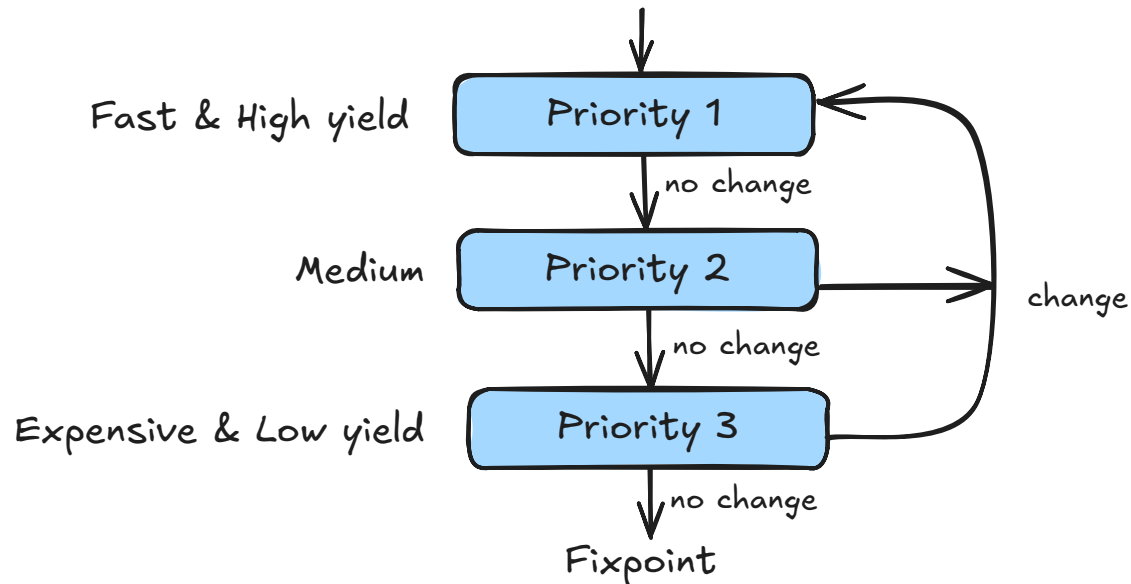 Fast & High yield
Priority 1
no change
Medium
Priority 2
change
no change
Expensive & Low yield
Priority 3
no change
Fixpoint